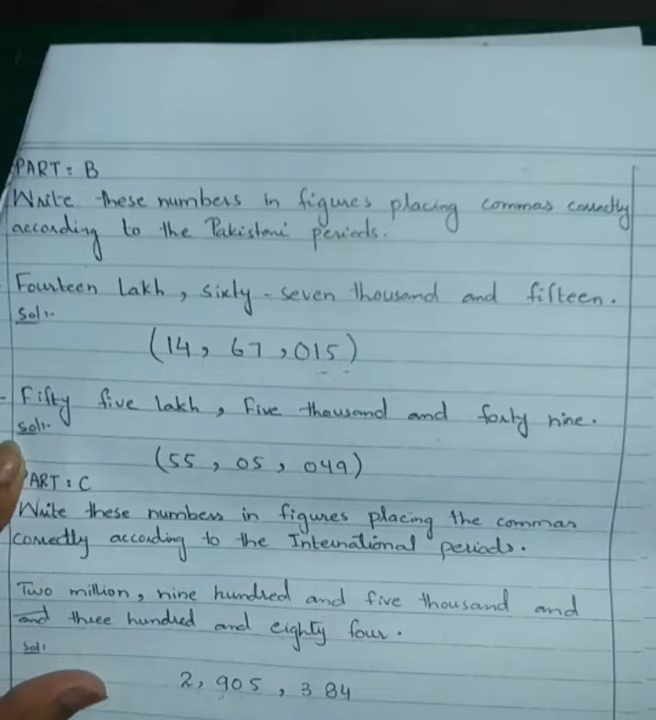 PART: B
Write these numbers in figures placing commas correctly
according to the Pakistani periods.
Fourteen Lakh, sixty-seven thousand and fifteen.
Sol:-
(14, 67, 015)
- Fifty five lakh, Five thousand and forty nine.
Sol:-
(55, 05, 049)
ART: C
Write these numbers in figures placing the commas
correctly according to the International periods.
Two million, nine hundred and five thousand and
and three hundred and eighty four.
Sol:
2, 905, 384